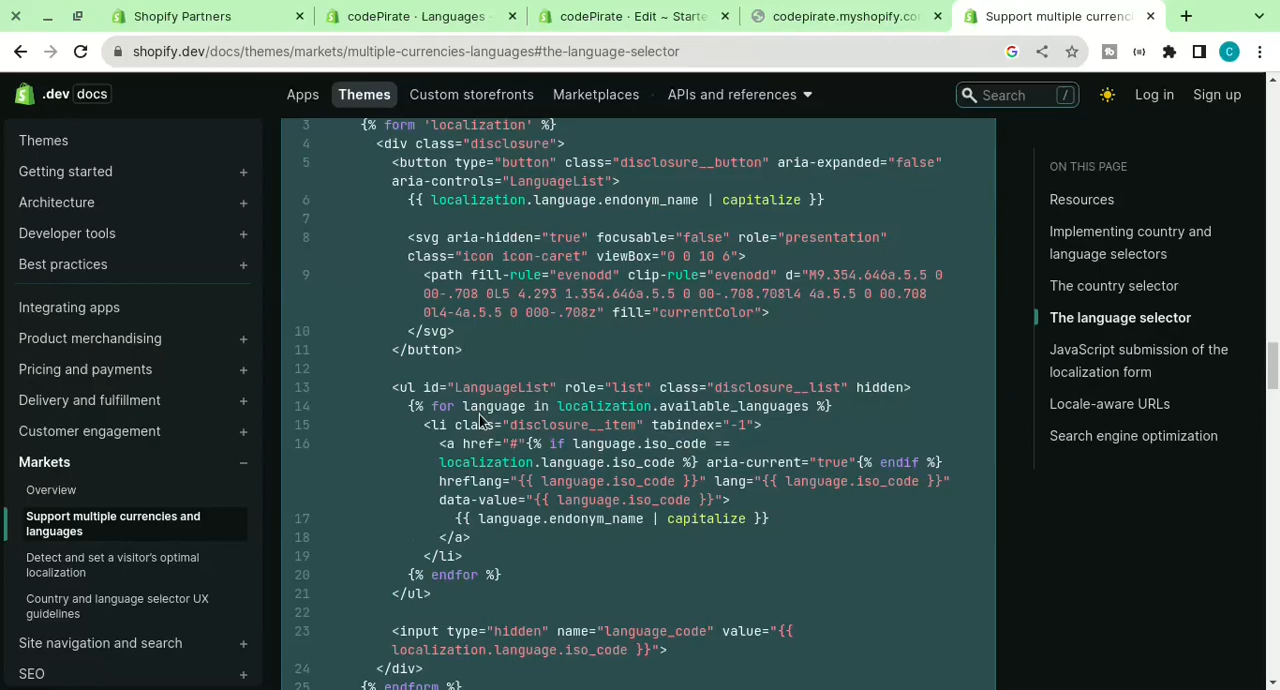 Shopify Partners
codePirate · Languages ·
codePirate · Edit ~ Starte
codepirate.myshopify.co
Support multiple currenci
shopify.dev/docs/themes/markets/multiple-currencies-languages#the-language-selector
C
.dev docs
Apps
Themes
Custom storefronts
Marketplaces
APIs and references
Search /
Log in
Sign up
Themes
Getting started +
Architecture +
Developer tools +
Best practices +
Integrating apps
Product merchandising +
Pricing and payments +
Delivery and fulfillment +
Customer engagement +
Markets −
Overview
Support multiple currencies and
languages
Detect and set a visitor's optimal
localization
Country and language selector UX
guidelines
Site navigation and search +
SEO +
3 {% form 'localization' %}
4 <div class="disclosure">
5 <button type="button" class="disclosure__button" aria-expanded="false"
aria-controls="LanguageList">
6 {{ localization.language.endonym_name | capitalize }}
7
8 <svg aria-hidden="true" focusable="false" role="presentation"
class="icon icon-caret" viewBox="0 0 10 6">
9 <path fill-rule="evenodd" clip-rule="evenodd" d="M9.354.646a.5.5 0
00-.708 0L5 4.293 1.354.646a.5.5 0 00-.708.708l4 4a.5.5 0 00.708
0l4-4a.5.5 0 000-.708z" fill="currentColor">
10 </svg>
11 </button>
12
13 <ul id="LanguageList" role="list" class="disclosure__list" hidden>
14 {% for language in localization.available_languages %}
15 <li class="disclosure__item" tabindex="-1">
16 <a href="#"{% if language.iso_code ==
localization.language.iso_code %} aria-current="true"{% endif %}
hreflang="{{ language.iso_code }}" lang="{{ language.iso_code }}"
data-value="{{ language.iso_code }}">
17 {{ language.endonym_name | capitalize }}
18 </a>
19 </li>
20 {% endfor %}
21 </ul>
22
23 <input type="hidden" name="language_code" value="{{
localization.language.iso_code }}">
24 </div>
25 {% endform %}
ON THIS PAGE
Resources
Implementing country and
language selectors
The country selector
The language selector
JavaScript submission of the
localization form
Locale-aware URLs
Search engine optimization